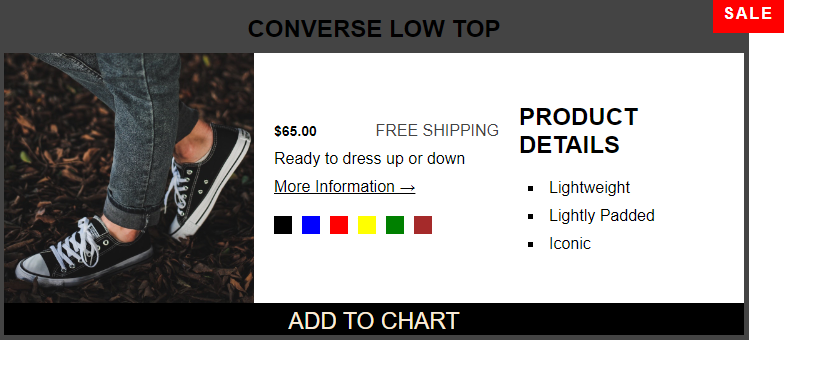 SALE
CONVERSE LOW TOP
$65.00 FREE SHIPPING
Ready to dress up or down
More Information →
PRODUCT
DETAILS
Lightweight
Lightly Padded
Iconic
ADD TO CHART